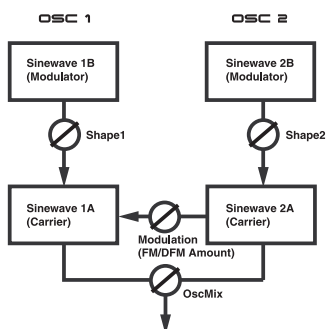 OSC 1
OSC 2
Sinewave 1B
(Modulator)
Sinewave 2B
(Modulator)
Shape1
Shape2
Sinewave 1A
(Carrier)
Sinewave 2A
(Carrier)
Modulation
(FM/DFM Amount)
OscMix